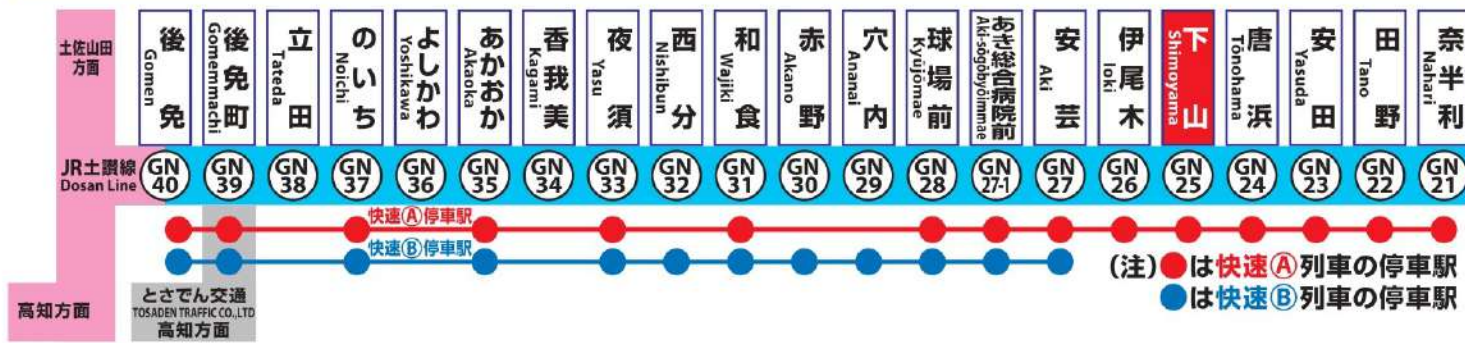 土佐山田
方面
後免
Gomen
後免町
Gomenmachi
立田
Tateda
のいち
Noichi
よしかわ
Yoshikawa
あかおか
Akaoka
香我美
Kagami
夜須
Yasu
西分
Nishibun
和食
Wajiki
赤野
Akano
穴内
Ananai
球場前
Kyūjōmae
あき総合病院前
Aki-sōgōbyōinmae
安芸
Aki
伊尾木
Ioki
下山
Shimoyama
唐浜
Tōnohama
安田
Yasuda
田野
Tano
奈半利
Nahari
JR土讃線
Dosan Line
GN
40
GN
39
GN
38
GN
37
GN
36
GN
35
GN
34
GN
33
GN
32
GN
31
GN
30
GN
29
GN
28
GN
27-1
GN
27
GN
26
GN
25
GN
24
GN
23
GN
22
GN
21
快速Ⓐ停車駅
快速Ⓑ停車駅
(注)●は快速Ⓐ列車の停車駅
●は快速Ⓑ列車の停車駅
高知方面
とさでん交通
TOSADEN TRAFFIC CO.,LTD
高知方面